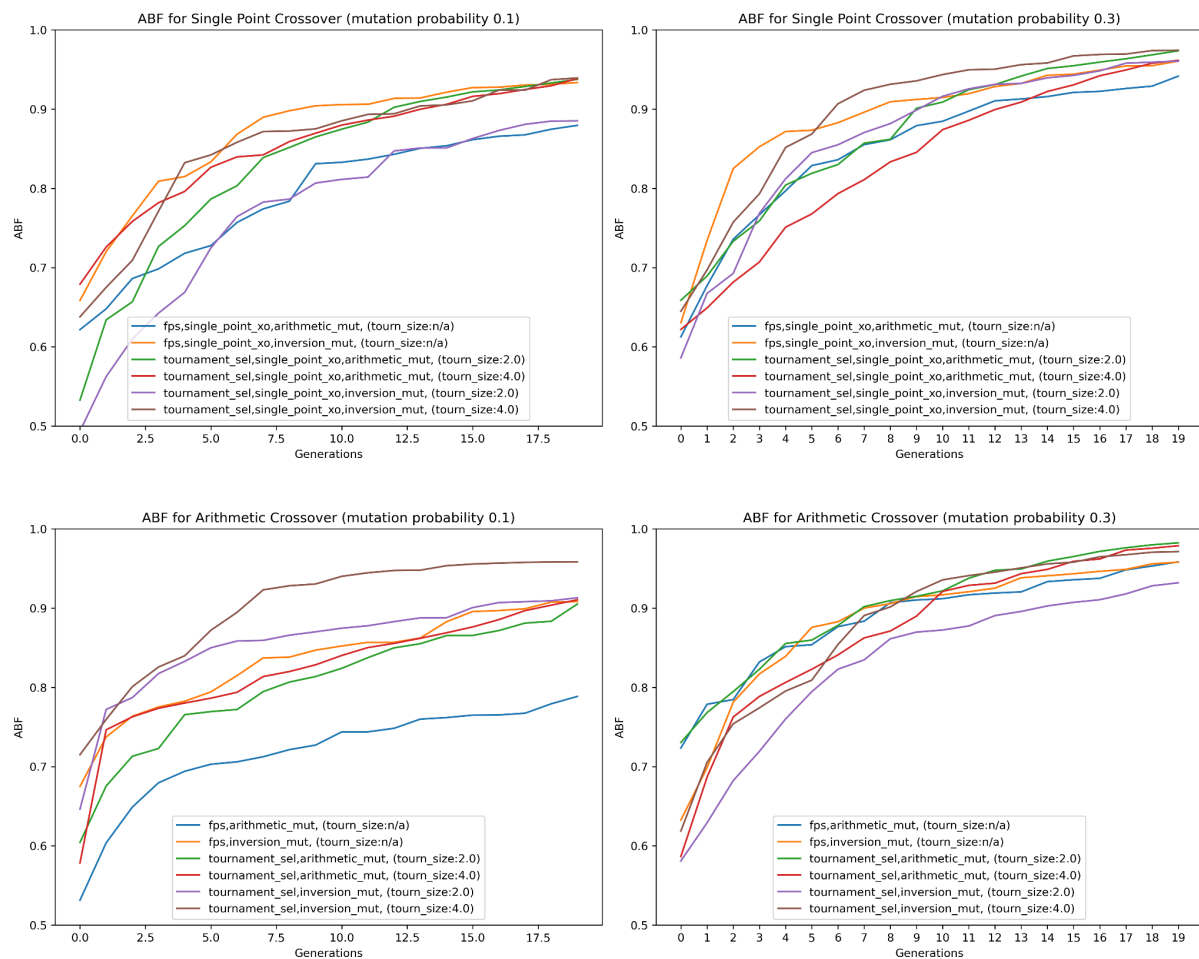 ABF for Single Point Crossover (mutation probability 0.1)
1.0
0.9
0.8
0.7
0.6
0.5
ABF
fps,single_point_xo,arithmetic_mut, (tourn_size:n/a)
fps,single_point_xo,inversion_mut, (tourn_size:n/a)
tournament_sel,single_point_xo,arithmetic_mut, (tourn_size:2.0)
tournament_sel,single_point_xo,arithmetic_mut, (tourn_size:4.0)
tournament_sel,single_point_xo,inversion_mut, (tourn_size:2.0)
tournament_sel,single_point_xo,inversion_mut, (tourn_size:4.0)
0.0 2.5 5.0 7.5 10.0 12.5 15.0 17.5
Generations
ABF for Single Point Crossover (mutation probability 0.3)
1.0
0.9
0.8
0.7
0.6
0.5
ABF
fps,single_point_xo,arithmetic_mut, (tourn_size:n/a)
fps,single_point_xo,inversion_mut, (tourn_size:n/a)
tournament_sel,single_point_xo,arithmetic_mut, (tourn_size:2.0)
tournament_sel,single_point_xo,arithmetic_mut, (tourn_size:4.0)
tournament_sel,single_point_xo,inversion_mut, (tourn_size:2.0)
tournament_sel,single_point_xo,inversion_mut, (tourn_size:4.0)
0 1 2 3 4 5 6 7 8 9 10 11 12 13 14 15 16 17 18 19
Generations
ABF for Arithmetic Crossover (mutation probability 0.1)
1.0
0.9
0.8
0.7
0.6
0.5
ABF
fps,arithmetic_mut, (tourn_size:n/a)
fps,inversion_mut, (tourn_size:n/a)
tournament_sel,arithmetic_mut, (tourn_size:2.0)
tournament_sel,arithmetic_mut, (tourn_size:4.0)
tournament_sel,inversion_mut, (tourn_size:2.0)
tournament_sel,inversion_mut, (tourn_size:4.0)
0.0 2.5 5.0 7.5 10.0 12.5 15.0 17.5
Generations
ABF for Arithmetic Crossover (mutation probability 0.3)
1.0
0.9
0.8
0.7
0.6
0.5
ABF
fps,arithmetic_mut, (tourn_size:n/a)
fps,inversion_mut, (tourn_size:n/a)
tournament_sel,arithmetic_mut, (tourn_size:2.0)
tournament_sel,arithmetic_mut, (tourn_size:4.0)
tournament_sel,inversion_mut, (tourn_size:2.0)
tournament_sel,inversion_mut, (tourn_size:4.0)
0 1 2 3 4 5 6 7 8 9 10 11 12 13 14 15 16 17 18 19
Generations